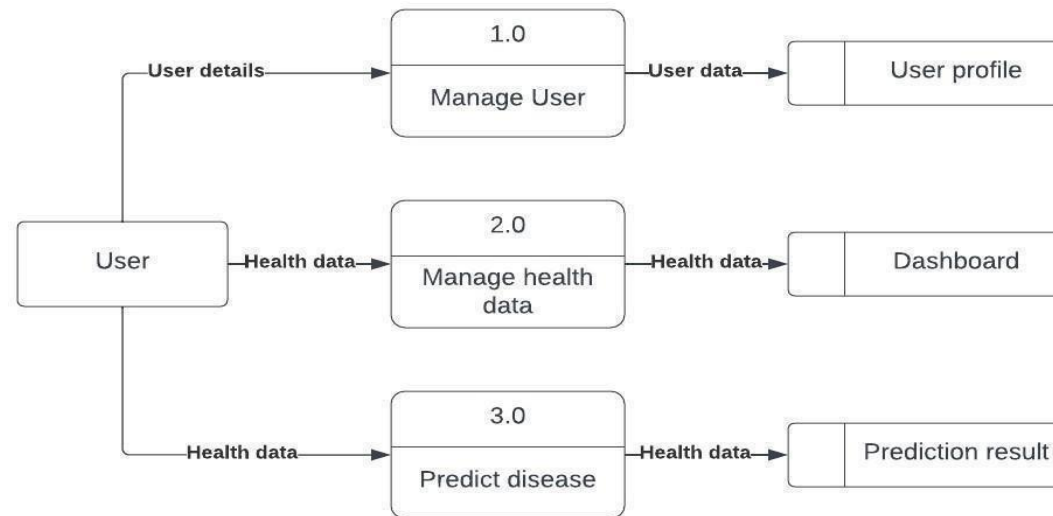 1.0
User details
Manage User
User data
User profile
2.0
User
Health data
Manage health
data
Health data
Dashboard
3.0
Health data
Predict disease
Health data
Prediction result